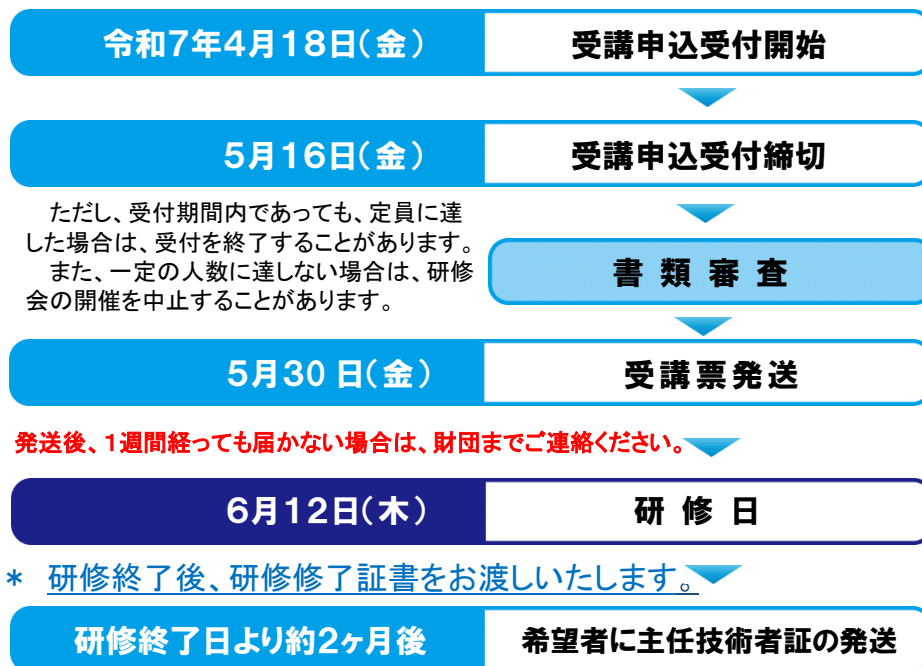 令和7年4月18日(金) 受講申込受付開始
5月16日(金) 受講申込受付締切
ただし、受付期間内であっても、定員に達
した場合は、受付を終了することがあります。
また、一定の人数に達しない場合は、研修
会の開催を中止することがあります。
書類審査
5月30日(金) 受講票発送
発送後、1週間経っても届かない場合は、財団までご連絡ください。
6月12日(木) 研修日
* 研修終了後、研修修了証書をお渡しいたします。
研修終了日より約2ヶ月後 希望者に主任技術者証の発送